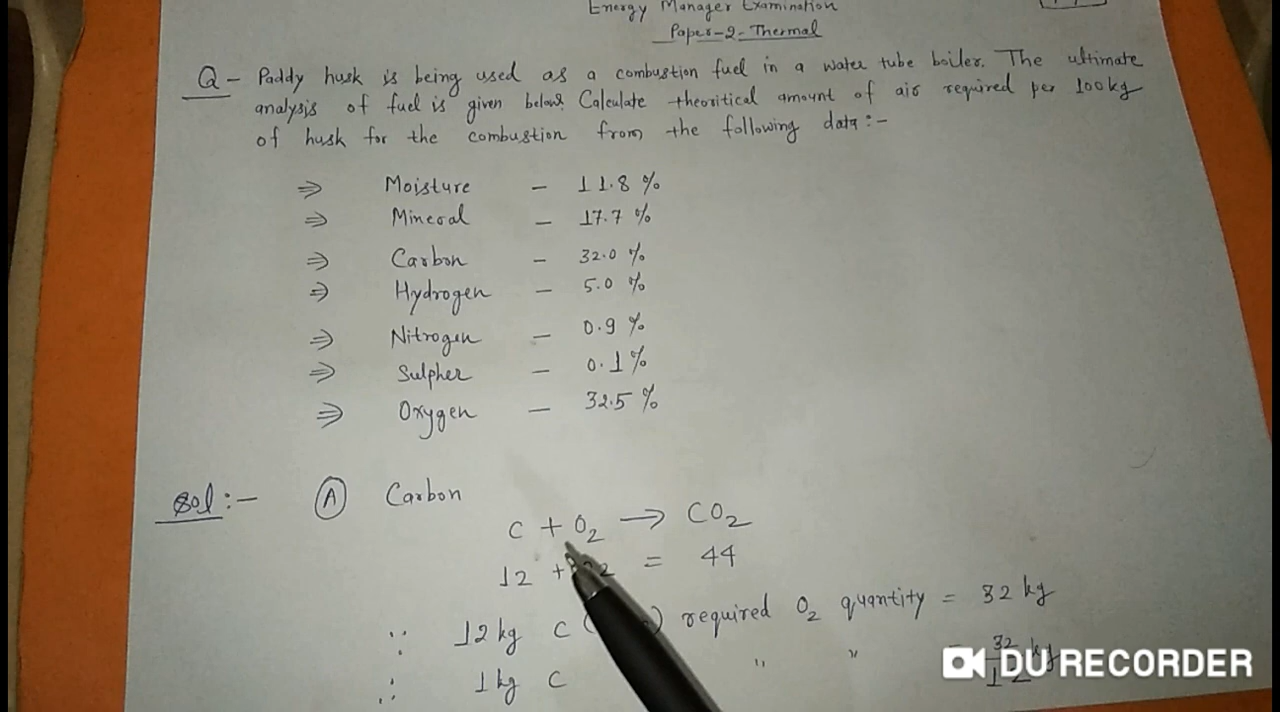 Energy Manager Examination
Paper-2-Thermal
Q - Paddy husk is being used as a combustion fuel in a water tube boiler. The ultimate
analysis of fuel is given below. Calculate theoritical amount of air required per 100kg
of husk for the combustion from the following data:-
⇒ Moisture - 11.8 %
⇒ Mineral - 17.7 %
⇒ Carbon - 32.0 %
⇒ Hydrogen - 5.0 %
⇒ Nitrogen - 0.9 %
⇒ Sulpher - 0.1 %
⇒ Oxygen - 32.5 %
Sol:- (A) Carbon
C + O2 → CO2
12 + 2 = 44
∵ 12 kg C required O2 quantity = 32 kg
∴ 1 kg C " " 32/12 kg
DU RECORDER